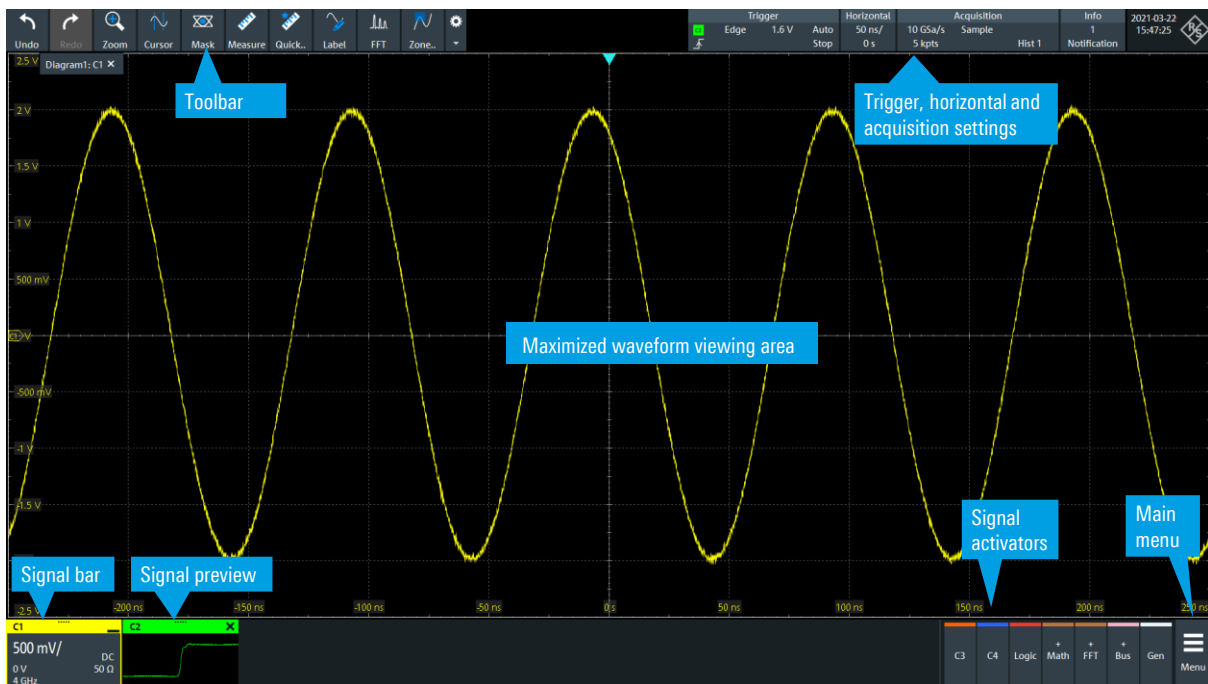 Undo
Redo
Zoom
Cursor
Mask
Measure
Quick..
Label
FFT
Zone..
Trigger
C2
Edge
1.6 V
Auto
Stop
Horizontal
50 ns/
0 s
Acquisition
10 GSa/s
Sample
5 kpts
Hist 1
Info
1
Notification
2021-03-22
15:47:25
2.5 V
Diagram1: C1 ✕
Toolbar
Trigger, horizontal and
acquisition settings
2 V
1.5 V
1 V
500 mV
C1
0 V
Maximized waveform viewing area
-500 mV
-1 V
-1.5 V
Signal
activators
Main
menu
Signal bar
Signal preview
-2.5 V
-200 ns
-150 ns
-100 ns
-50 ns
0 s
50 ns
100 ns
150 ns
200 ns
250 ns
C1
500 mV/
DC
0 V
50 Ω
4 GHz
C2
C3
C4
Logic
+
Math
+
FFT
+
Bus
Gen
Menu